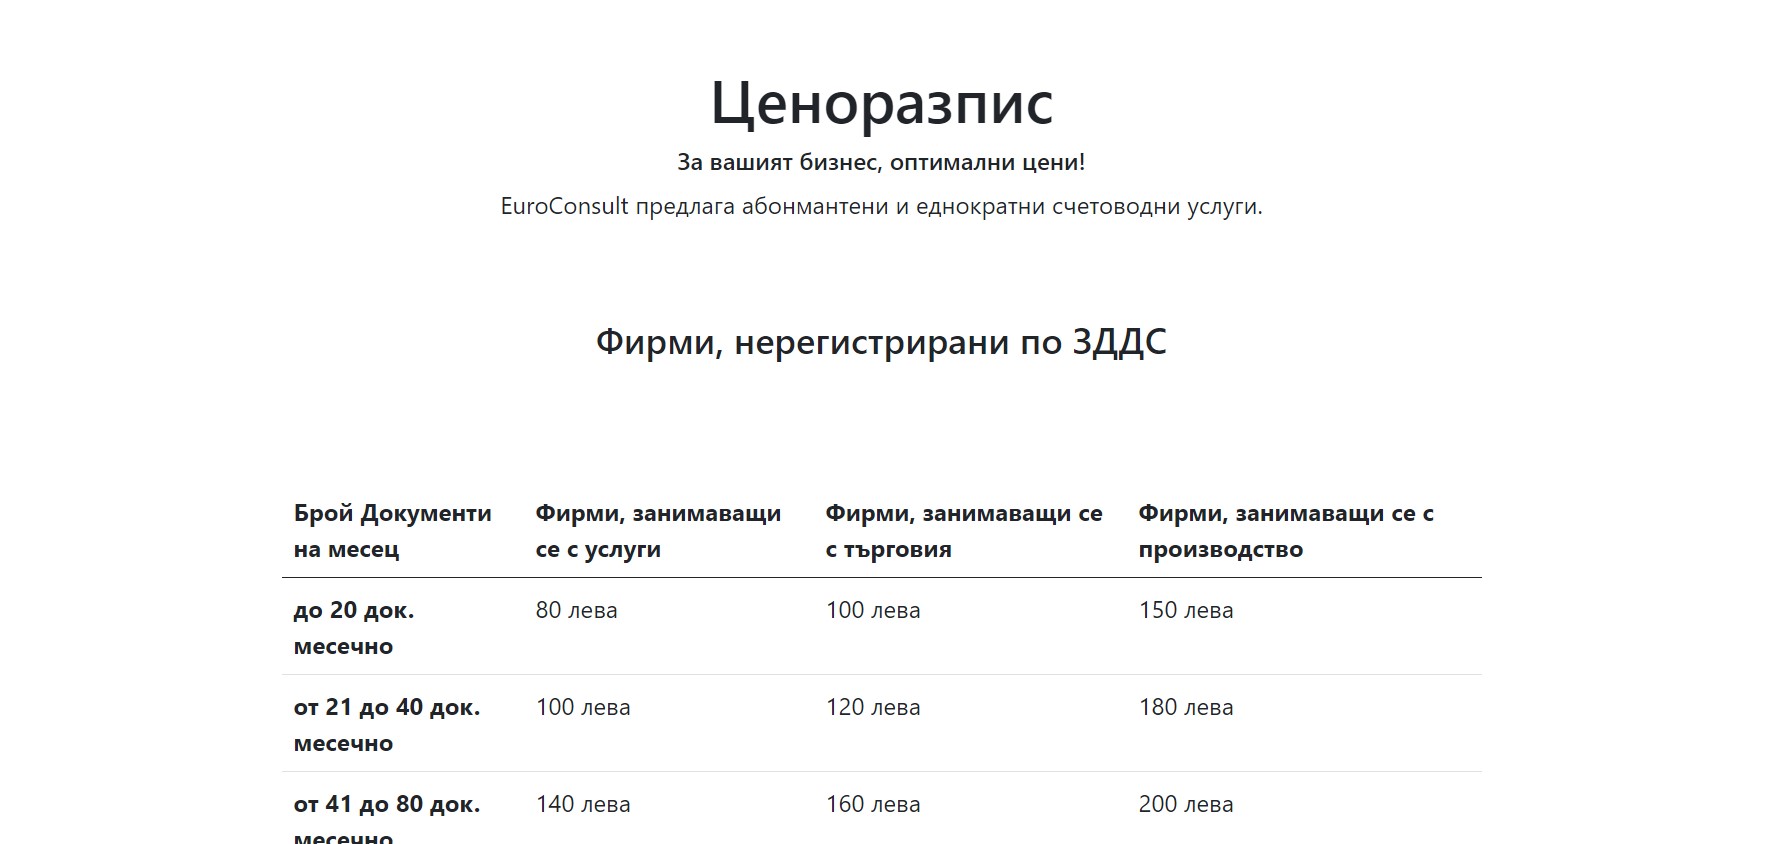 Ценоразпис
За вашият бизнес, оптимални цени!
EuroConsult предлага абонмантени и еднократни счетоводни услуги.
Фирми, нерегистрирани по ЗДДС
Брой Документи на месец
Фирми, занимаващи се с услуги
Фирми, занимаващи се с търговия
Фирми, занимаващи се с производство
до 20 док. месечно
80 лева
100 лева
150 лева
от 21 до 40 док. месечно
100 лева
120 лева
180 лева
от 41 до 80 док. месечно
140 лева
160 лева
200 лева